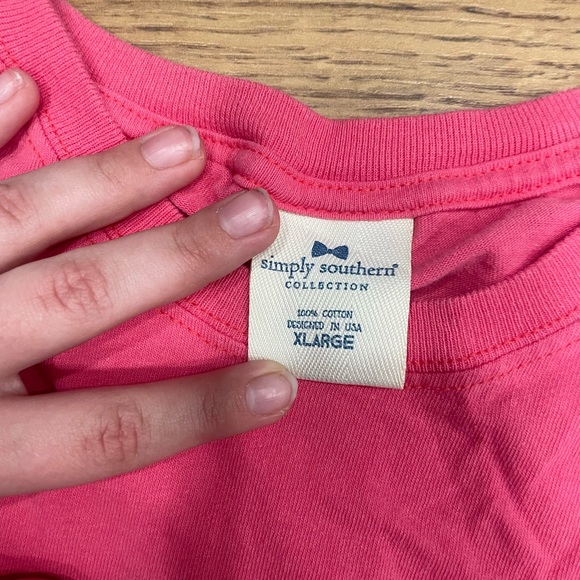 simply southern®
COLLECTION
100% COTTON
DESIGNED IN USA
XLARGE